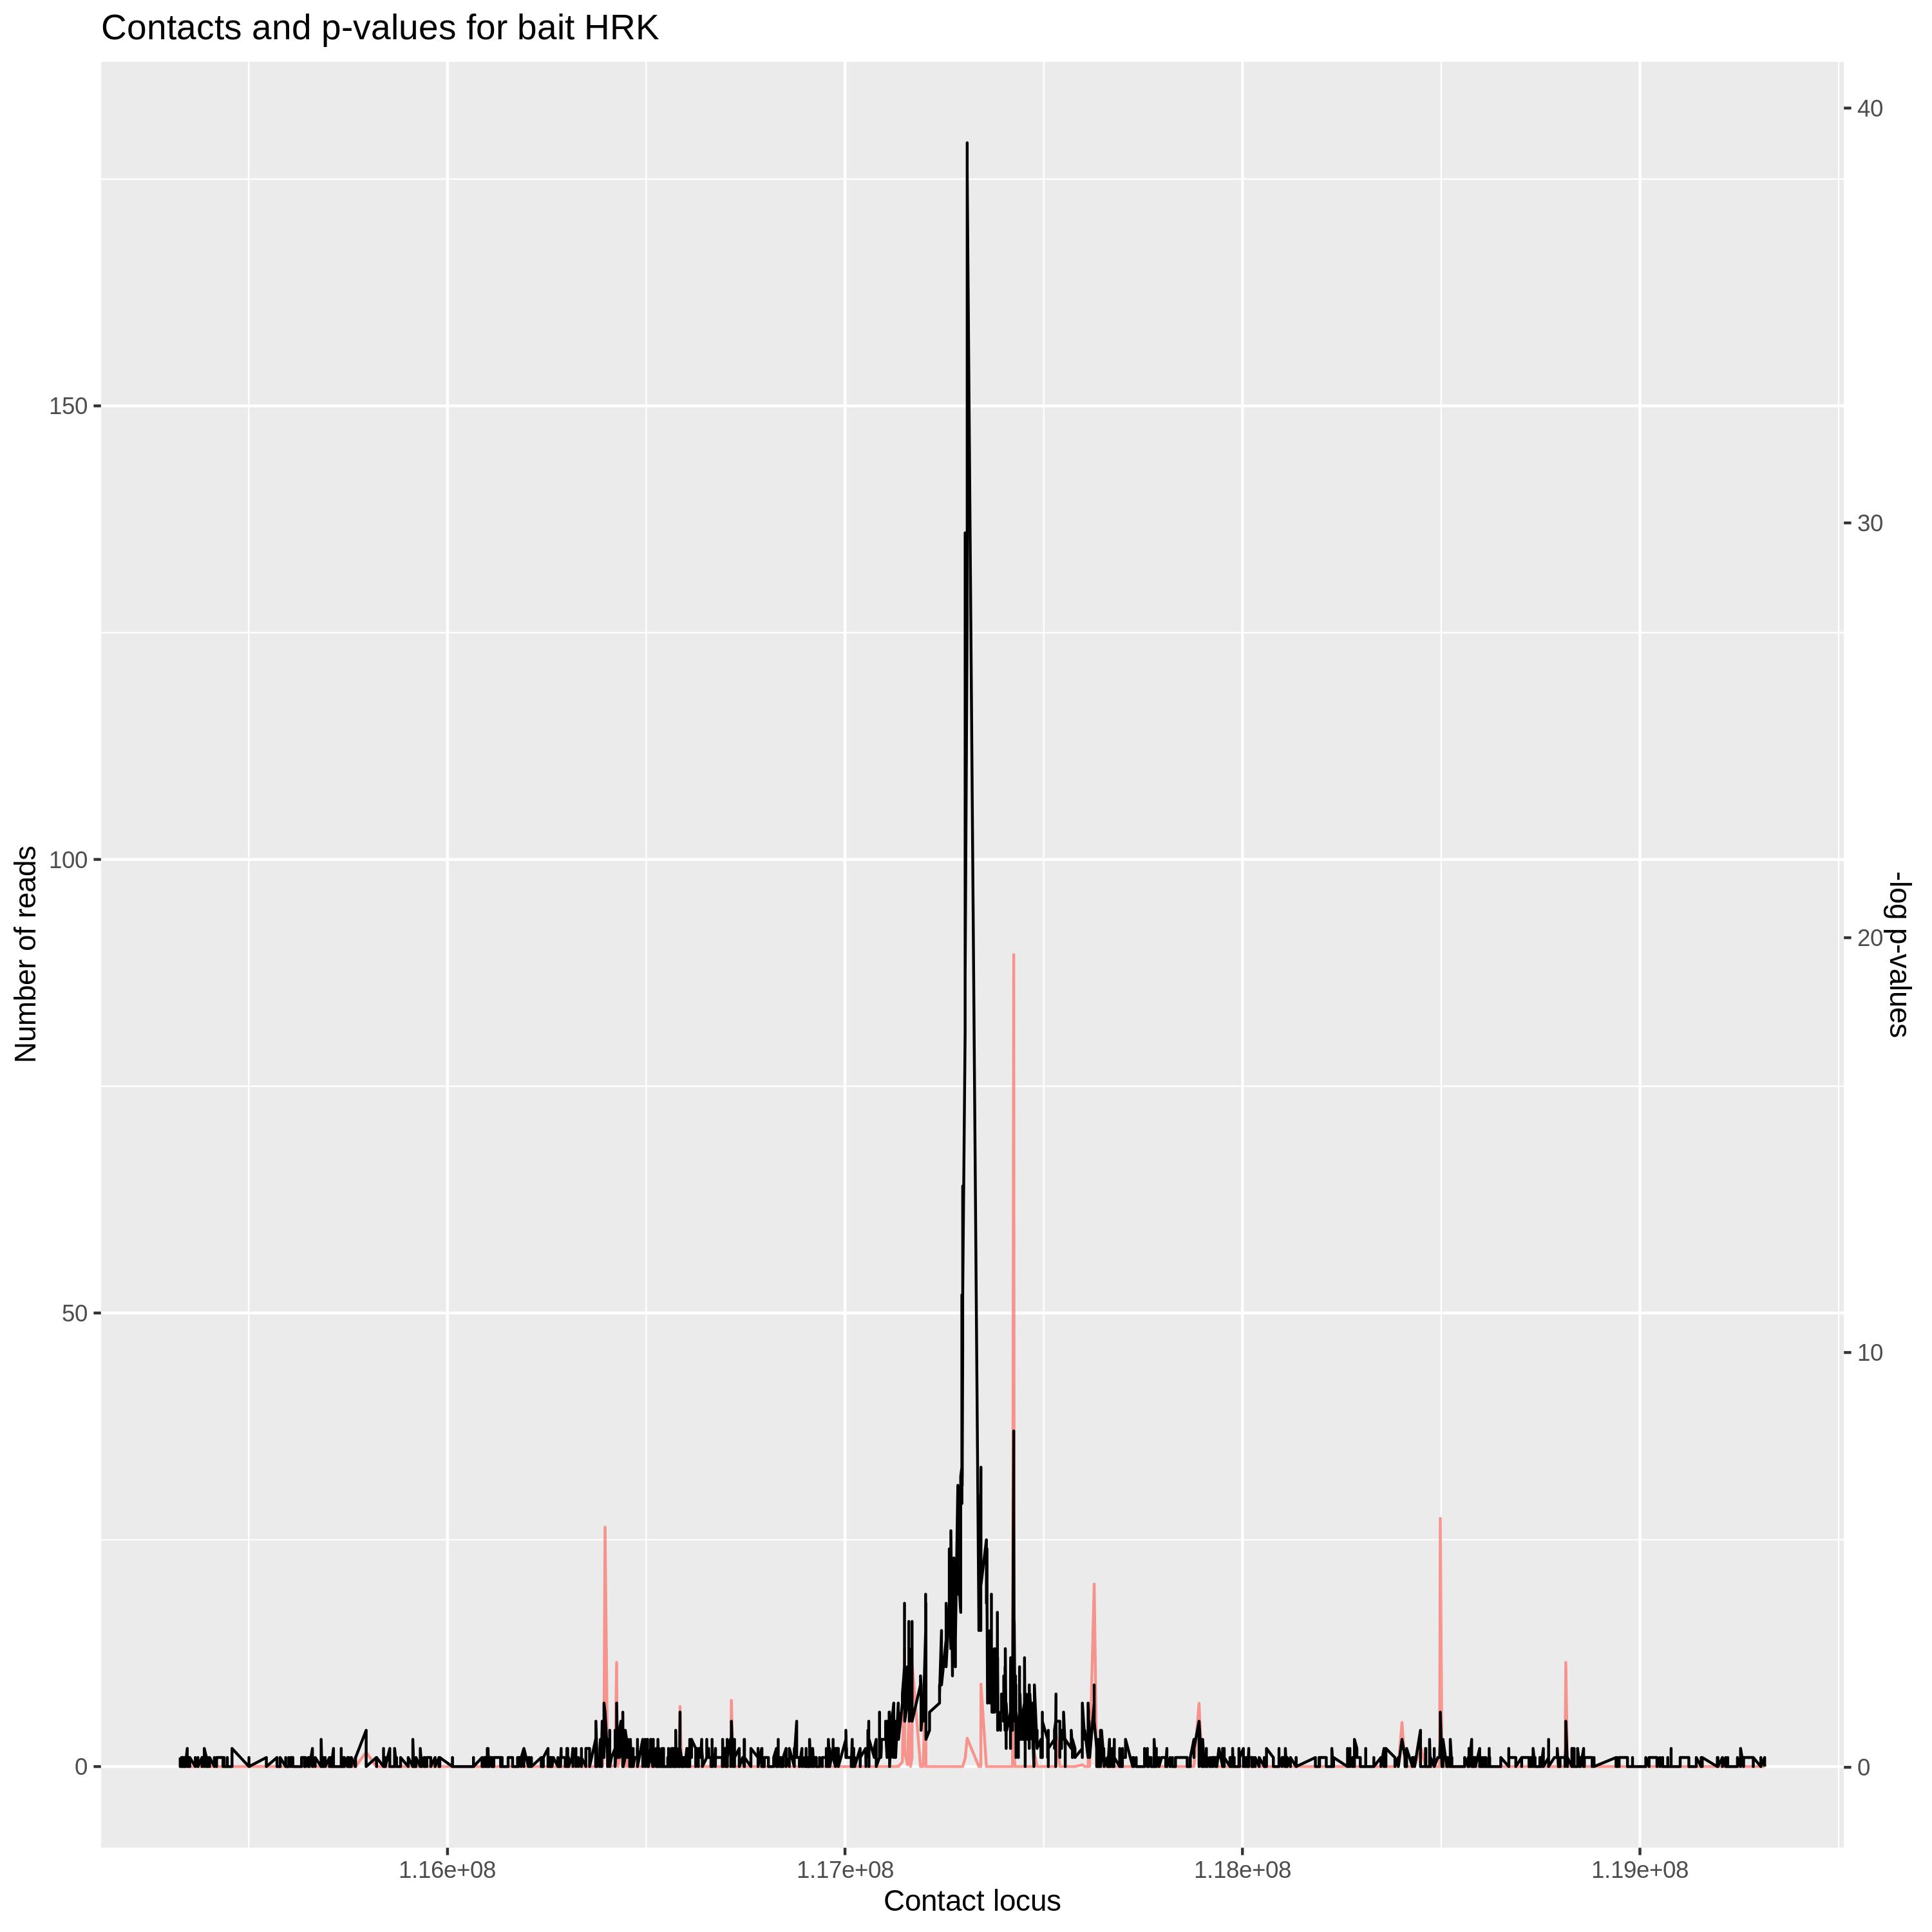 Contacts and p-values for bait HRK
Number of reads
150
100
50
0
40
30
20
10
0
-log p-values
1.16e+08
1.17e+08
1.18e+08
1.19e+08
Contact locus